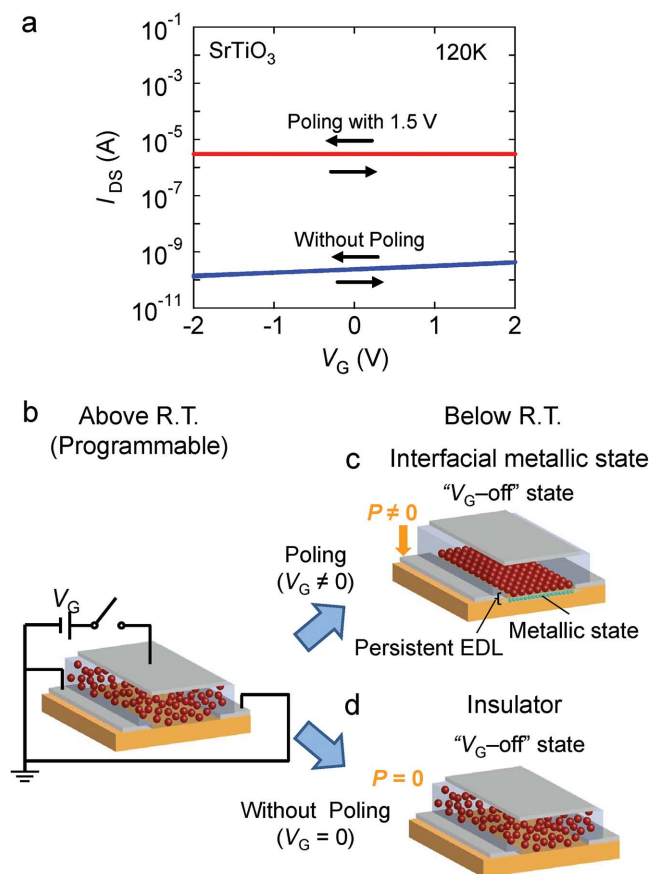 a
SrTiO3
120K
10^-1
10^-3
10^-5
10^-7
10^-9
10^-11
IDS (A)
Poling with 1.5 V
Without Poling
-2
-1
0
1
2
VG (V)
b
Above R.T.
(Programmable)
Below R.T.
c
Interfacial metallic state
“VG–off” state
P ≠ 0
Poling
(VG ≠ 0)
VG
Persistent EDL
Metallic state
d
Insulator
“VG–off” state
P = 0
Without Poling
(VG = 0)